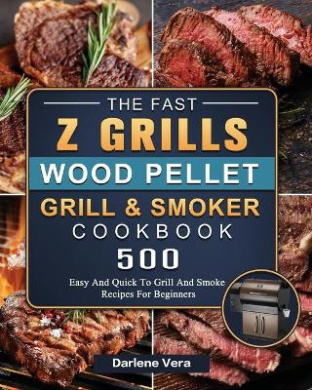 THE FAST
Z GRILLS
WOOD PELLET
GRILL & SMOKER
COOKBOOK
500
Easy And Quick To Grill And Smoke
Recipes For Beginners
Darlene Vera